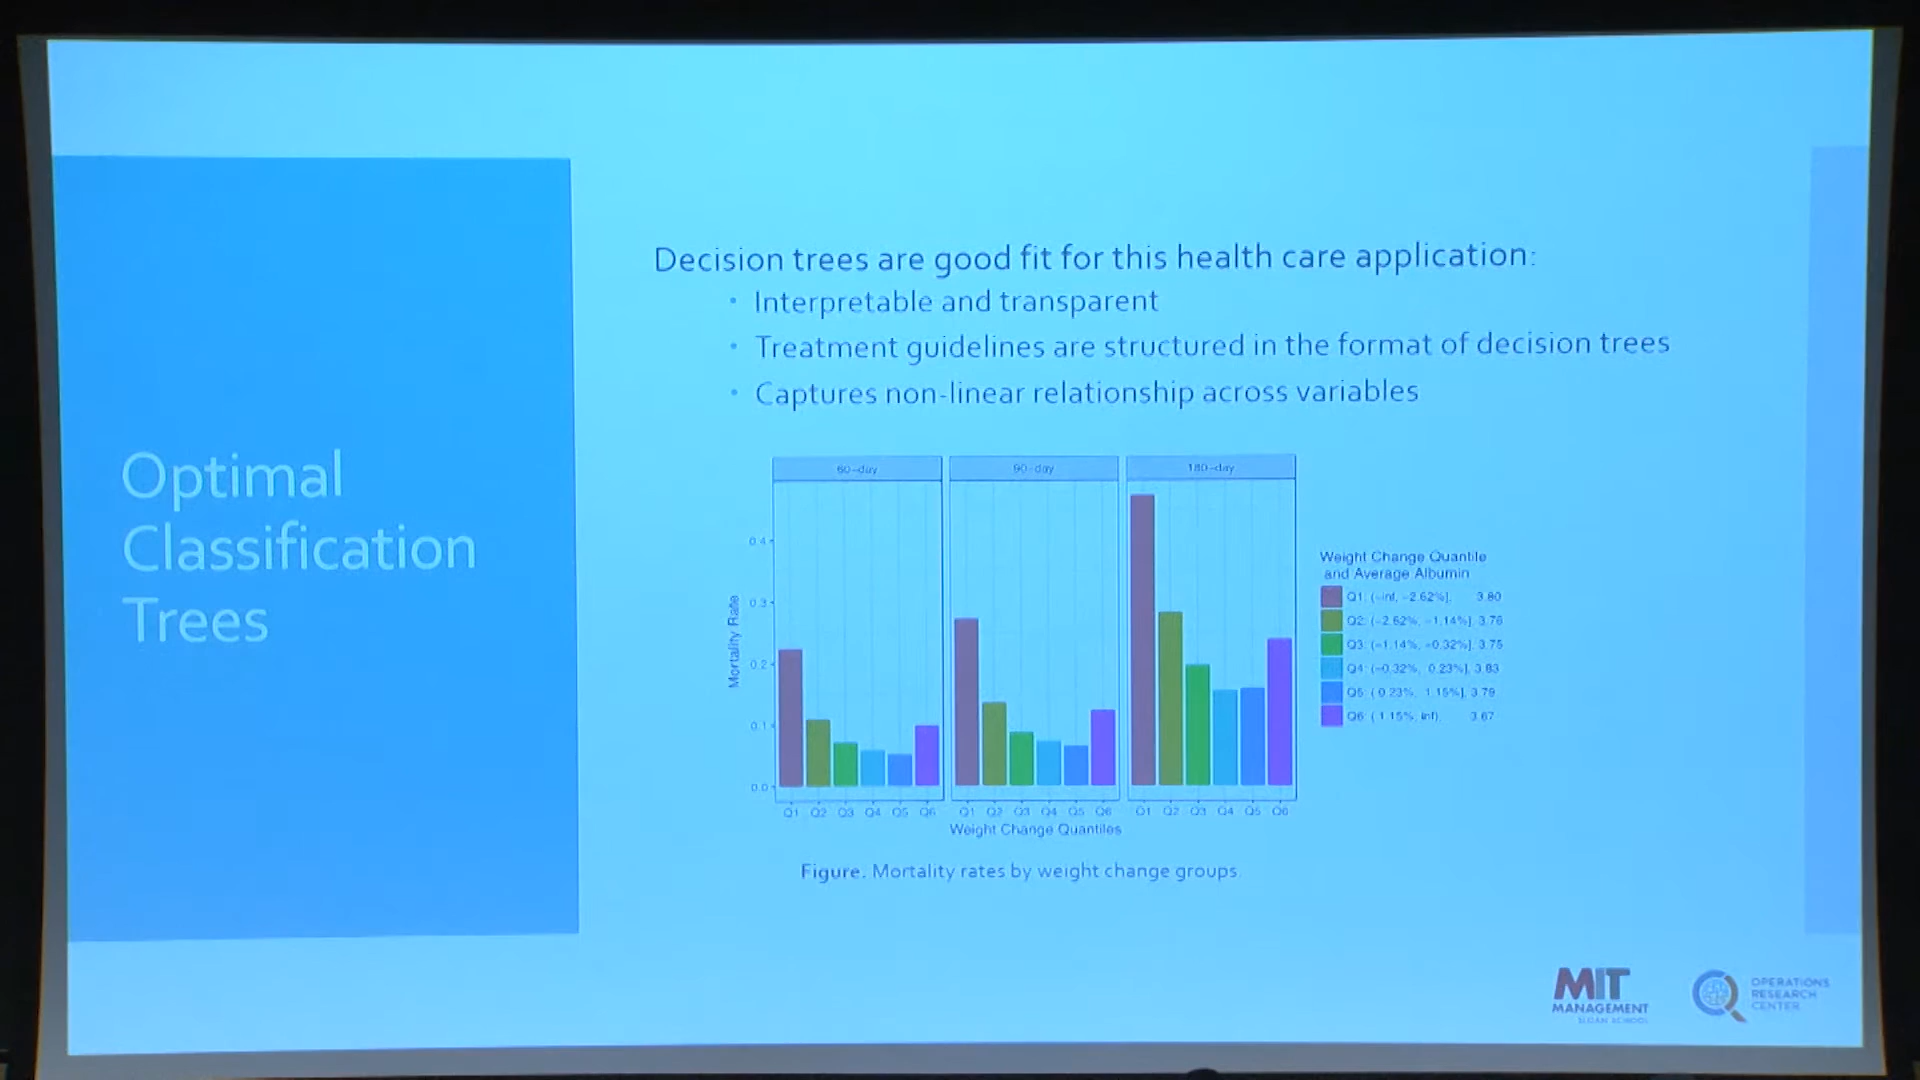 Optimal
Classification
Trees
Decision trees are good fit for this health care application:
• Interpretable and transparent
• Treatment guidelines are structured in the format of decision trees
• Captures non-linear relationship across variables
60-day 90-day 180-day
0.4
0.3
0.2
0.1
0.0
Mortality Rate
Q1 Q2 Q3 Q4 Q5 Q6 Q1 Q2 Q3 Q4 Q5 Q6 Q1 Q2 Q3 Q4 Q5 Q6
Weight Change Quantiles
Weight Change Quantile
and Average Albumin
Q1: (-inf, -2.62%], 3.80
Q2: (-2.62%, -1.14%], 3.76
Q3: (-1.14%, -0.32%], 3.75
Q4: (-0.32%, 0.23%], 3.83
Q5: ( 0.23%, 1.15%], 3.79
Q6: ( 1.15%, inf), 3.67
Figure. Mortality rates by weight change groups.
MIT
MANAGEMENT
SLOAN SCHOOL
OPERATIONS
RESEARCH
CENTER